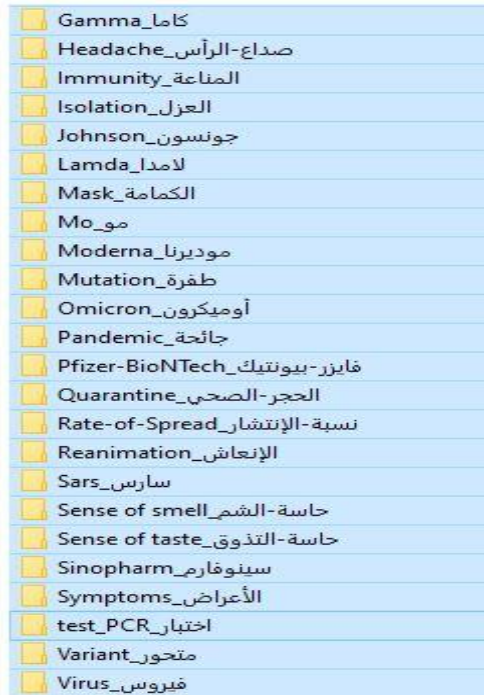 Gamma_كاما
Headache_صداع-الرأس
Immunity_المناعة
Isolation_العزل
Johnson_جونسون
Lamda_لامدا
Mask_الكمامة
Mo_مو
Moderna_موديرنا
Mutation_طفرة
Omicron_أوميكرون
Pandemic_جائحة
Pfizer-BioNTech_فايزر-بيونتيك
Quarantine_الحجر-الصحي
Rate-of-Spread_نسبة-الإنتشار
Reanimation_الإنعاش
Sars_سارس
Sense of smell_حاسة-الشم
Sense of taste_حاسة-التذوق
Sinopharm_سينوفارم
Symptoms_الأعراض
test_PCR_اختبار
Variant_متحور
Virus_فيروس